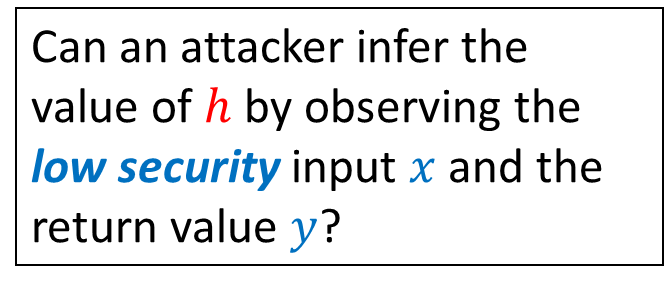 Can an attacker infer the
value of h by observing the
low security input x and the
return value y?